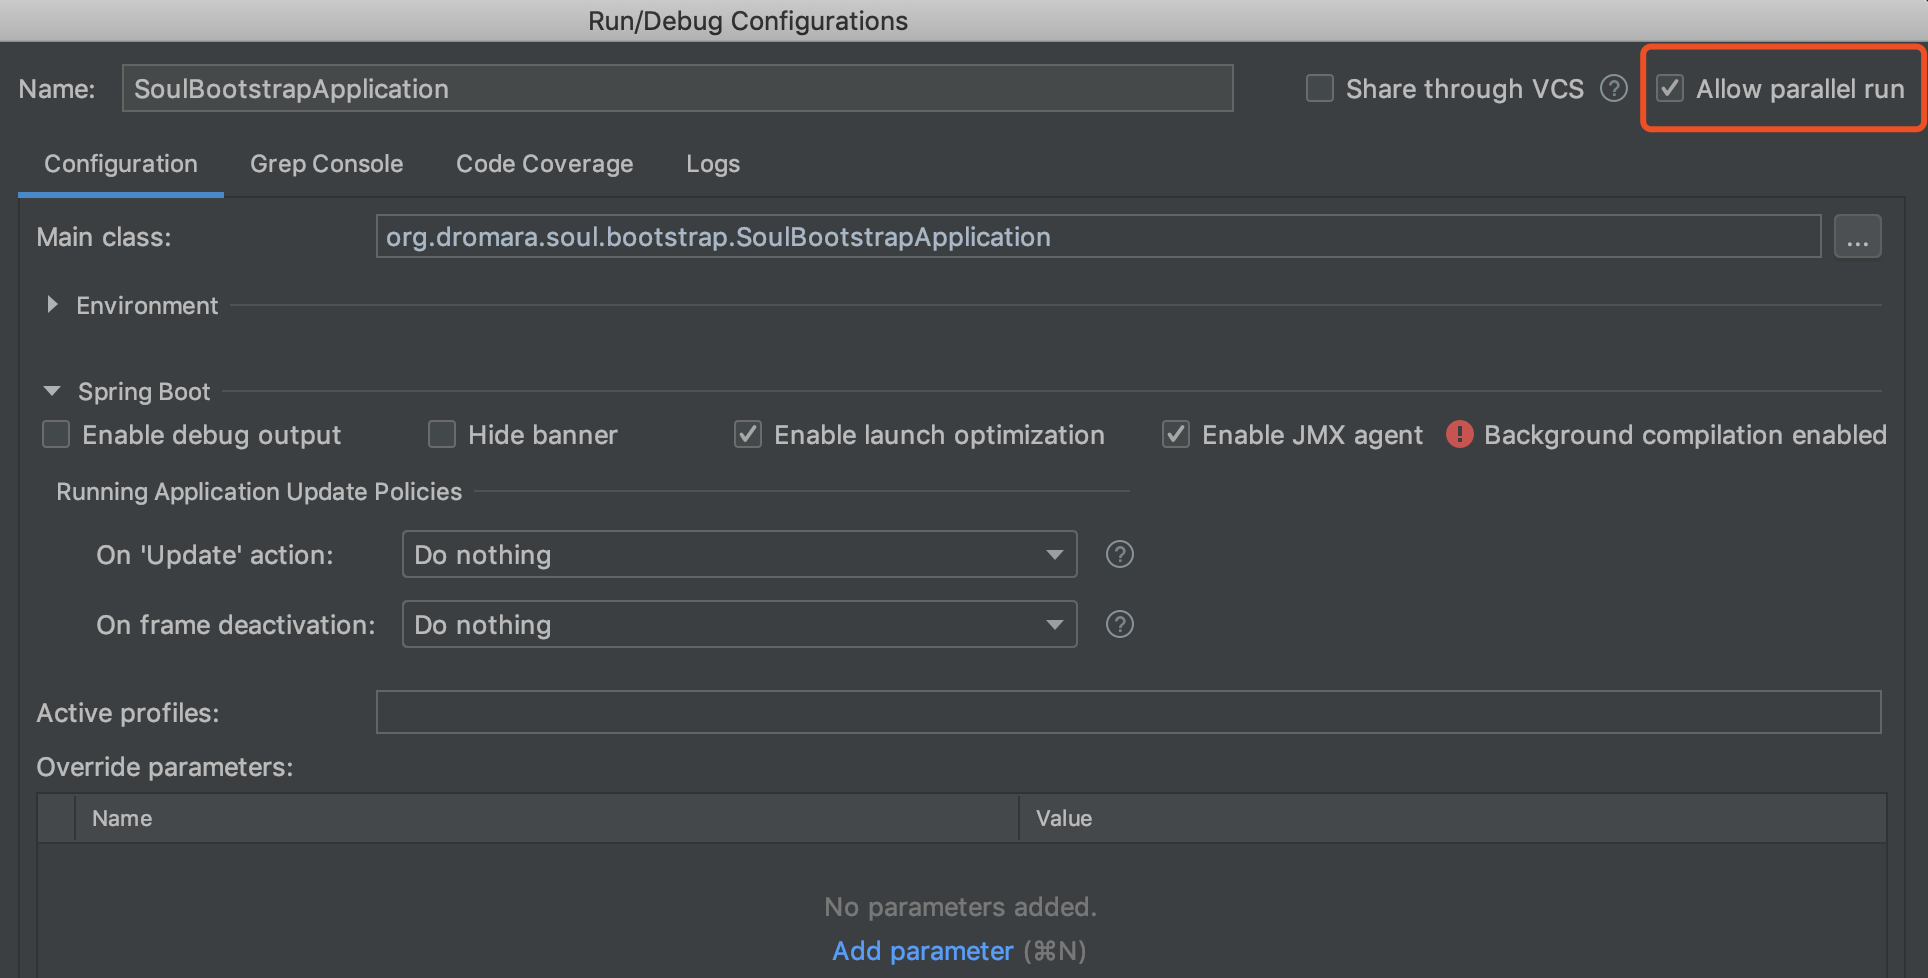 Run/Debug Configurations
Name: SoulBootstrapApplication Share through VCS ? Allow parallel run
Configuration Grep Console Code Coverage Logs
Main class: org.dromara.soul.bootstrap.SoulBootstrapApplication ...
Environment
Spring Boot
Enable debug output Hide banner Enable launch optimization Enable JMX agent ! Background compilation enabled
Running Application Update Policies
On 'Update' action: Do nothing ?
On frame deactivation: Do nothing ?
Active profiles:
Override parameters:
Name Value
No parameters added.
Add parameter (⌘N)